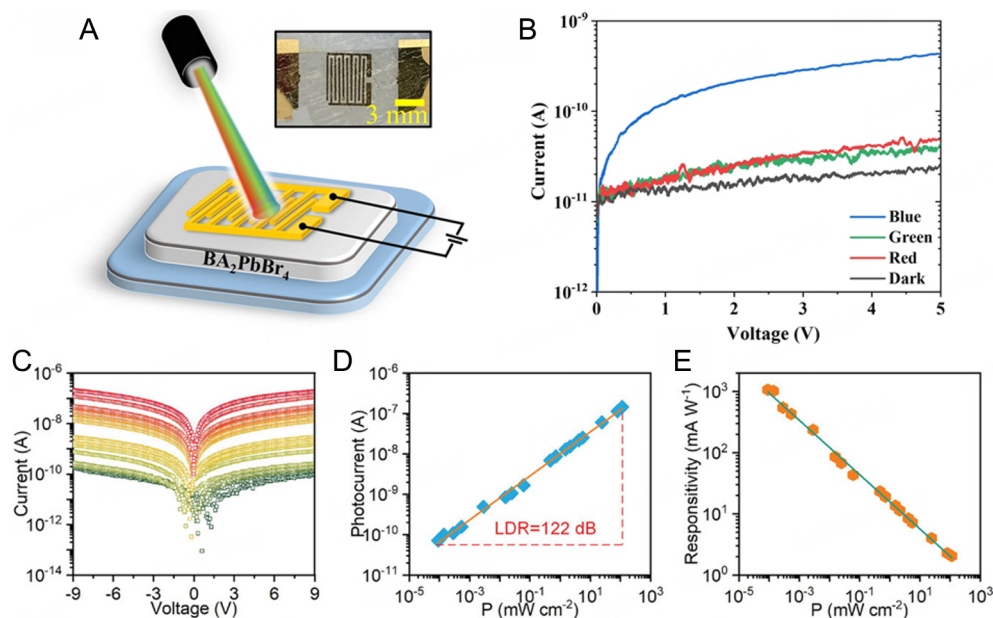 A
3 mm
BA₂PbBr₄
B
Current (A)
10⁻⁹
10⁻¹⁰
10⁻¹¹
10⁻¹²
Blue
Green
Red
Dark
0 1 2 3 4 5
Voltage (V)
C
Current (A)
10⁻⁶
10⁻⁸
10⁻¹⁰
10⁻¹²
10⁻¹⁴
-9 -6 -3 0 3 6 9
Voltage (V)
D
Photocurrent (A)
10⁻⁶
10⁻⁷
10⁻⁸
10⁻⁹
10⁻¹⁰
10⁻¹¹
LDR=122 dB
10⁻⁵ 10⁻³ 10⁻¹ 10¹ 10³
P (mW cm⁻²)
E
Responsitivity (mA W⁻¹)
10³
10²
10¹
10⁰
10⁻⁵ 10⁻³ 10⁻¹ 10¹ 10³
P (mW cm⁻²)